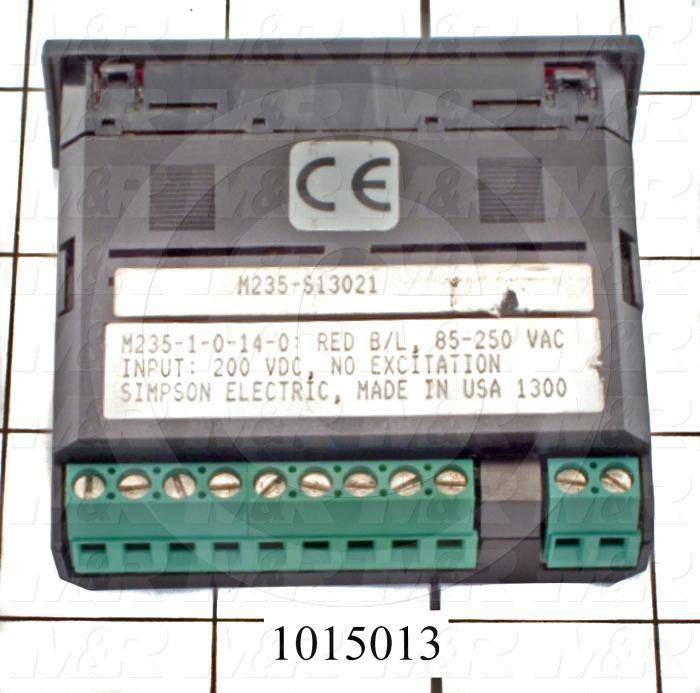 CE
M235-S13021
M235-1-0-14-0: RED B/L, 85-250 VAC
INPUT: 200 VDC, NO EXCITATION
SIMPSON ELECTRIC, MADE IN USA 1300
1015013
M&R